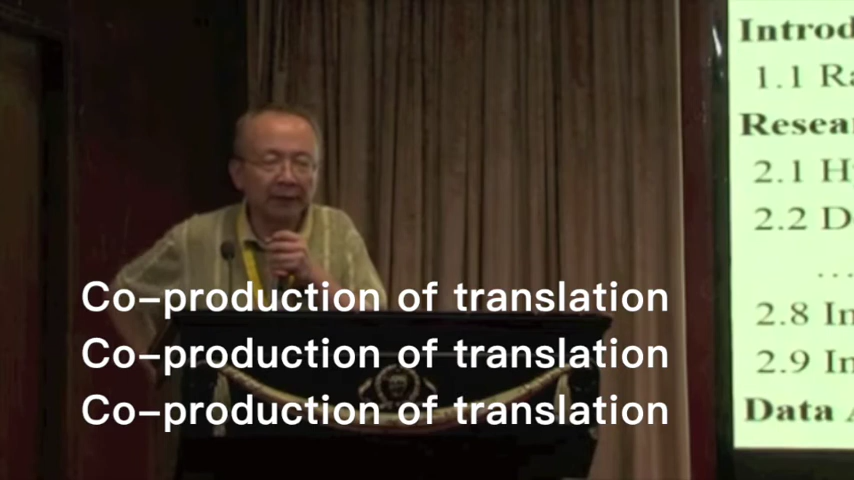 Introd
1.1 Ra
Resear
2.1 H
2.2 D
...
2.8 In
2.9 In
Data A
Co-production of translation
Co-production of translation
Co-production of translation